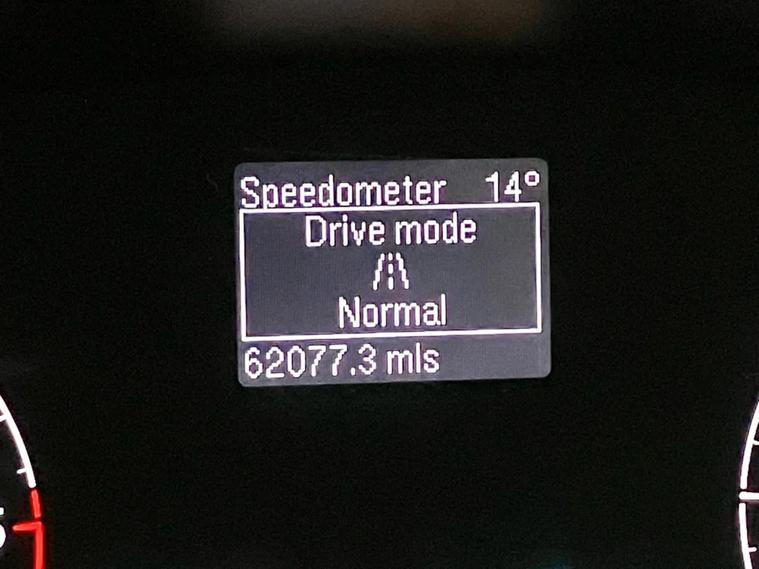 Speedometer 14°
Drive mode
Normal
62077.3 mls